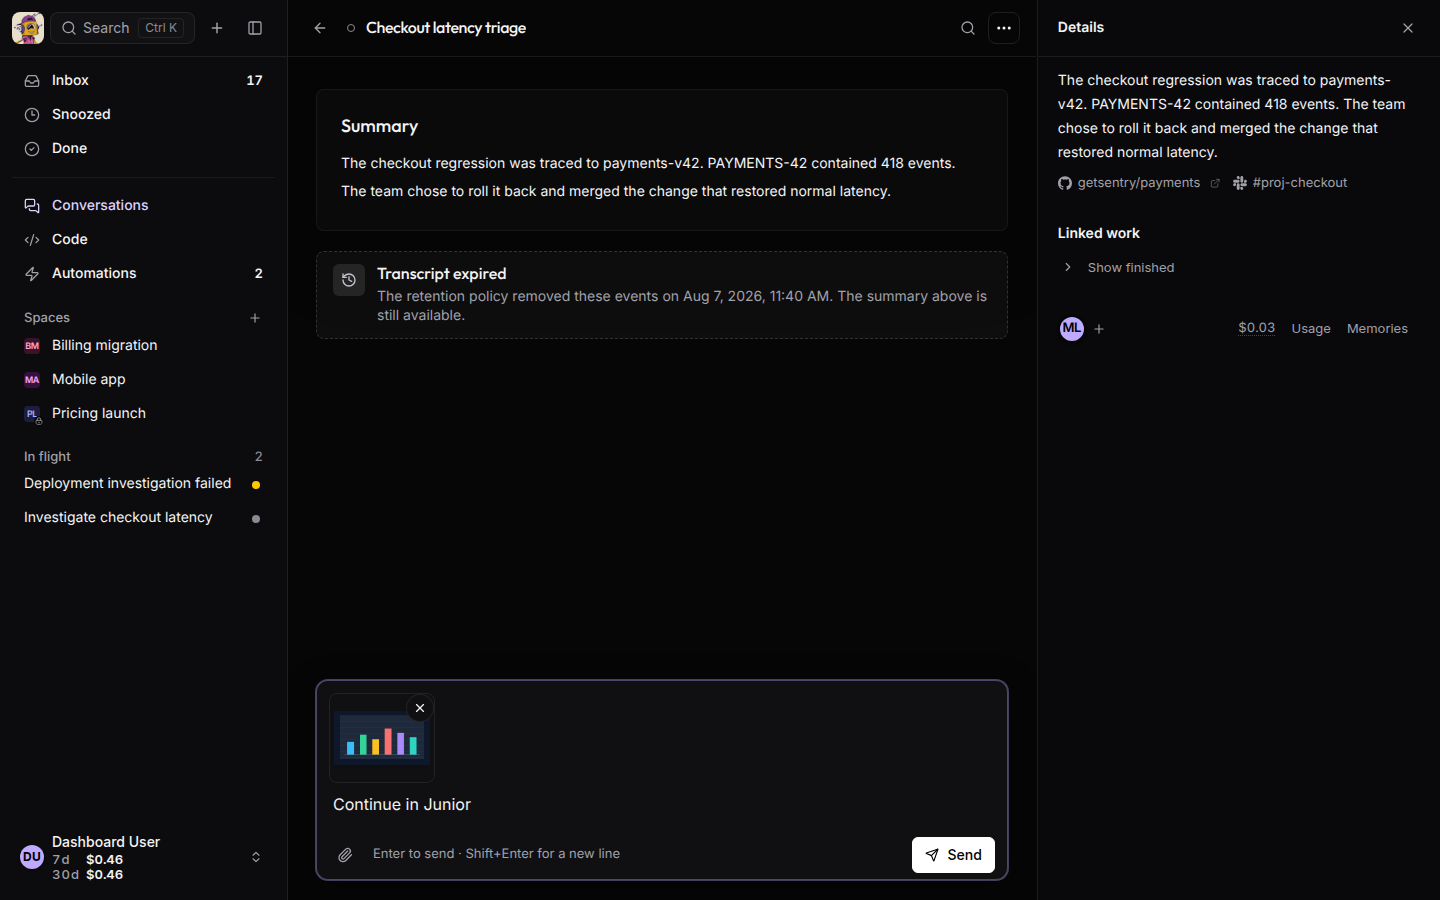 Search Ctrl K
Inbox 17
Snoozed
Done
Conversations
Code
Automations 2
Spaces
BM Billing migration
MA Mobile app
PL Pricing launch
In flight 2
Deployment investigation failed
Investigate checkout latency
DU Dashboard User
7d $0.46
30d $0.46
Checkout latency triage
Summary
The checkout regression was traced to payments-v42. PAYMENTS-42 contained 418 events.
The team chose to roll it back and merged the change that restored normal latency.
Transcript expired
The retention policy removed these events on Aug 7, 2026, 11:40 AM. The summary above is
still available.
Continue in Junior
Enter to send · Shift+Enter for a new line
Send
Details
The checkout regression was traced to payments-
v42. PAYMENTS-42 contained 418 events. The team
chose to roll it back and merged the change that
restored normal latency.
getsentry/payments #proj-checkout
Linked work
Show finished
ML $0.03 Usage Memories